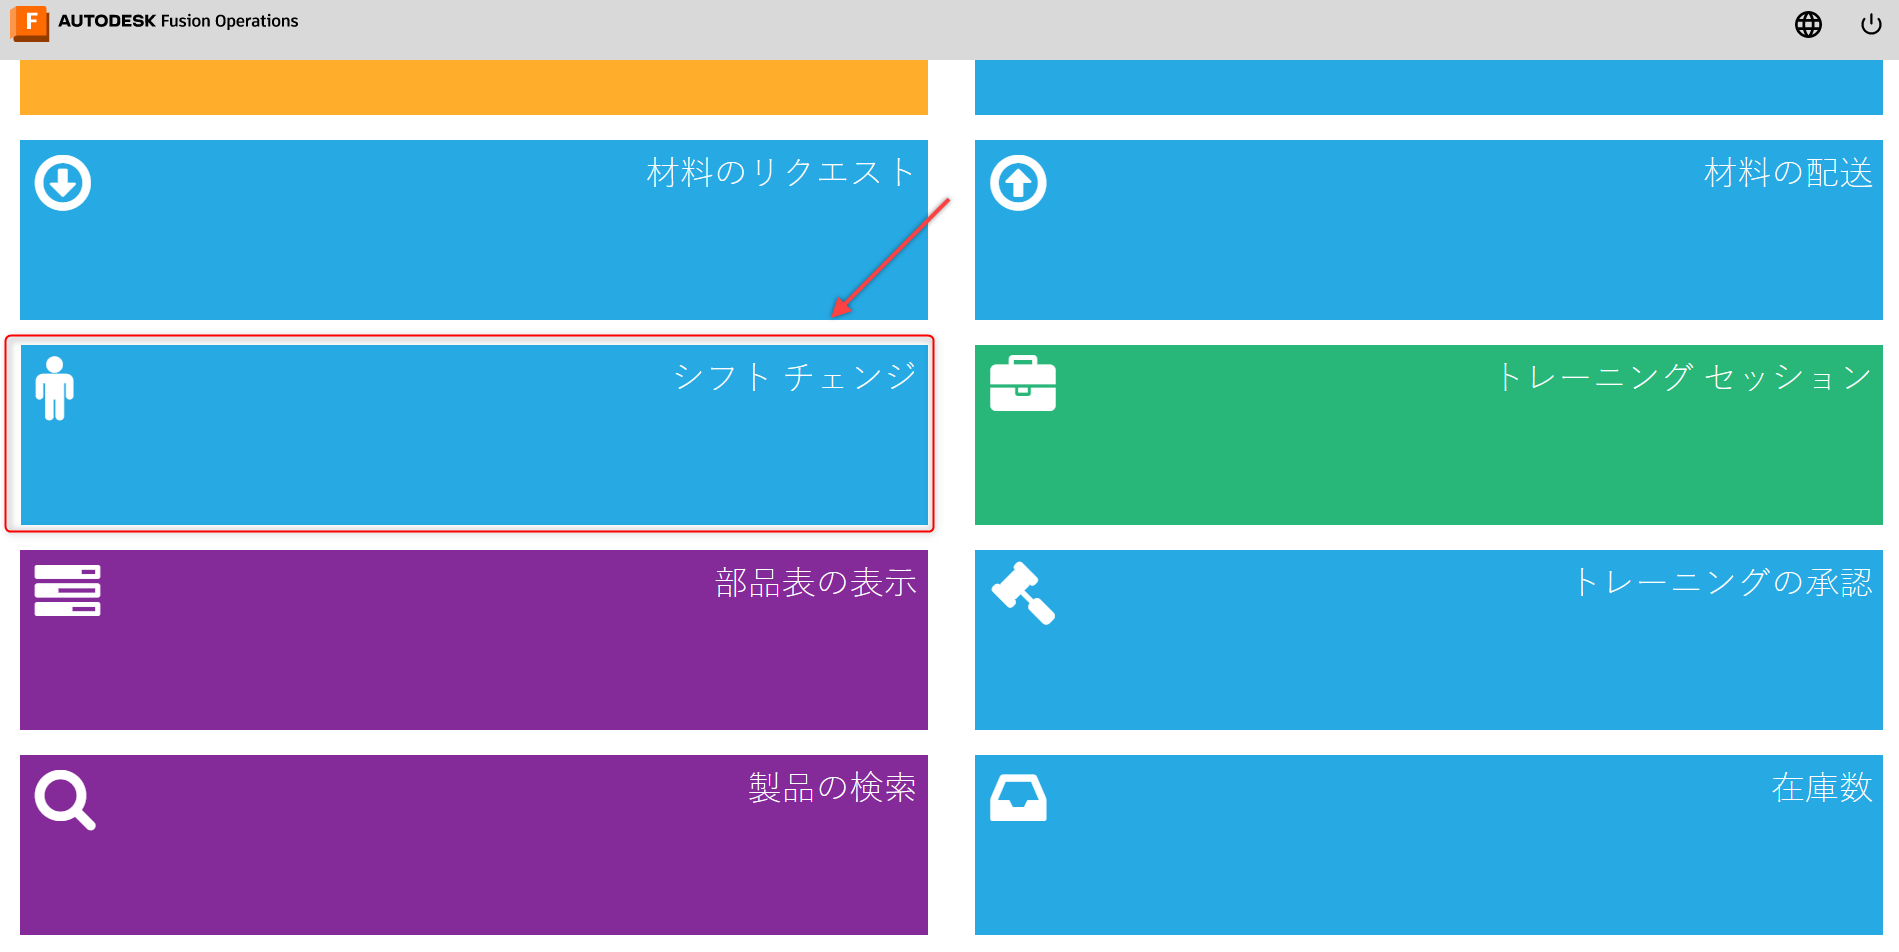 F AUTODESK Fusion Operations
材料のリクエスト
材料の配送
シフト チェンジ
トレーニング セッション
部品表の表示
トレーニングの承認
製品の検索
在庫数